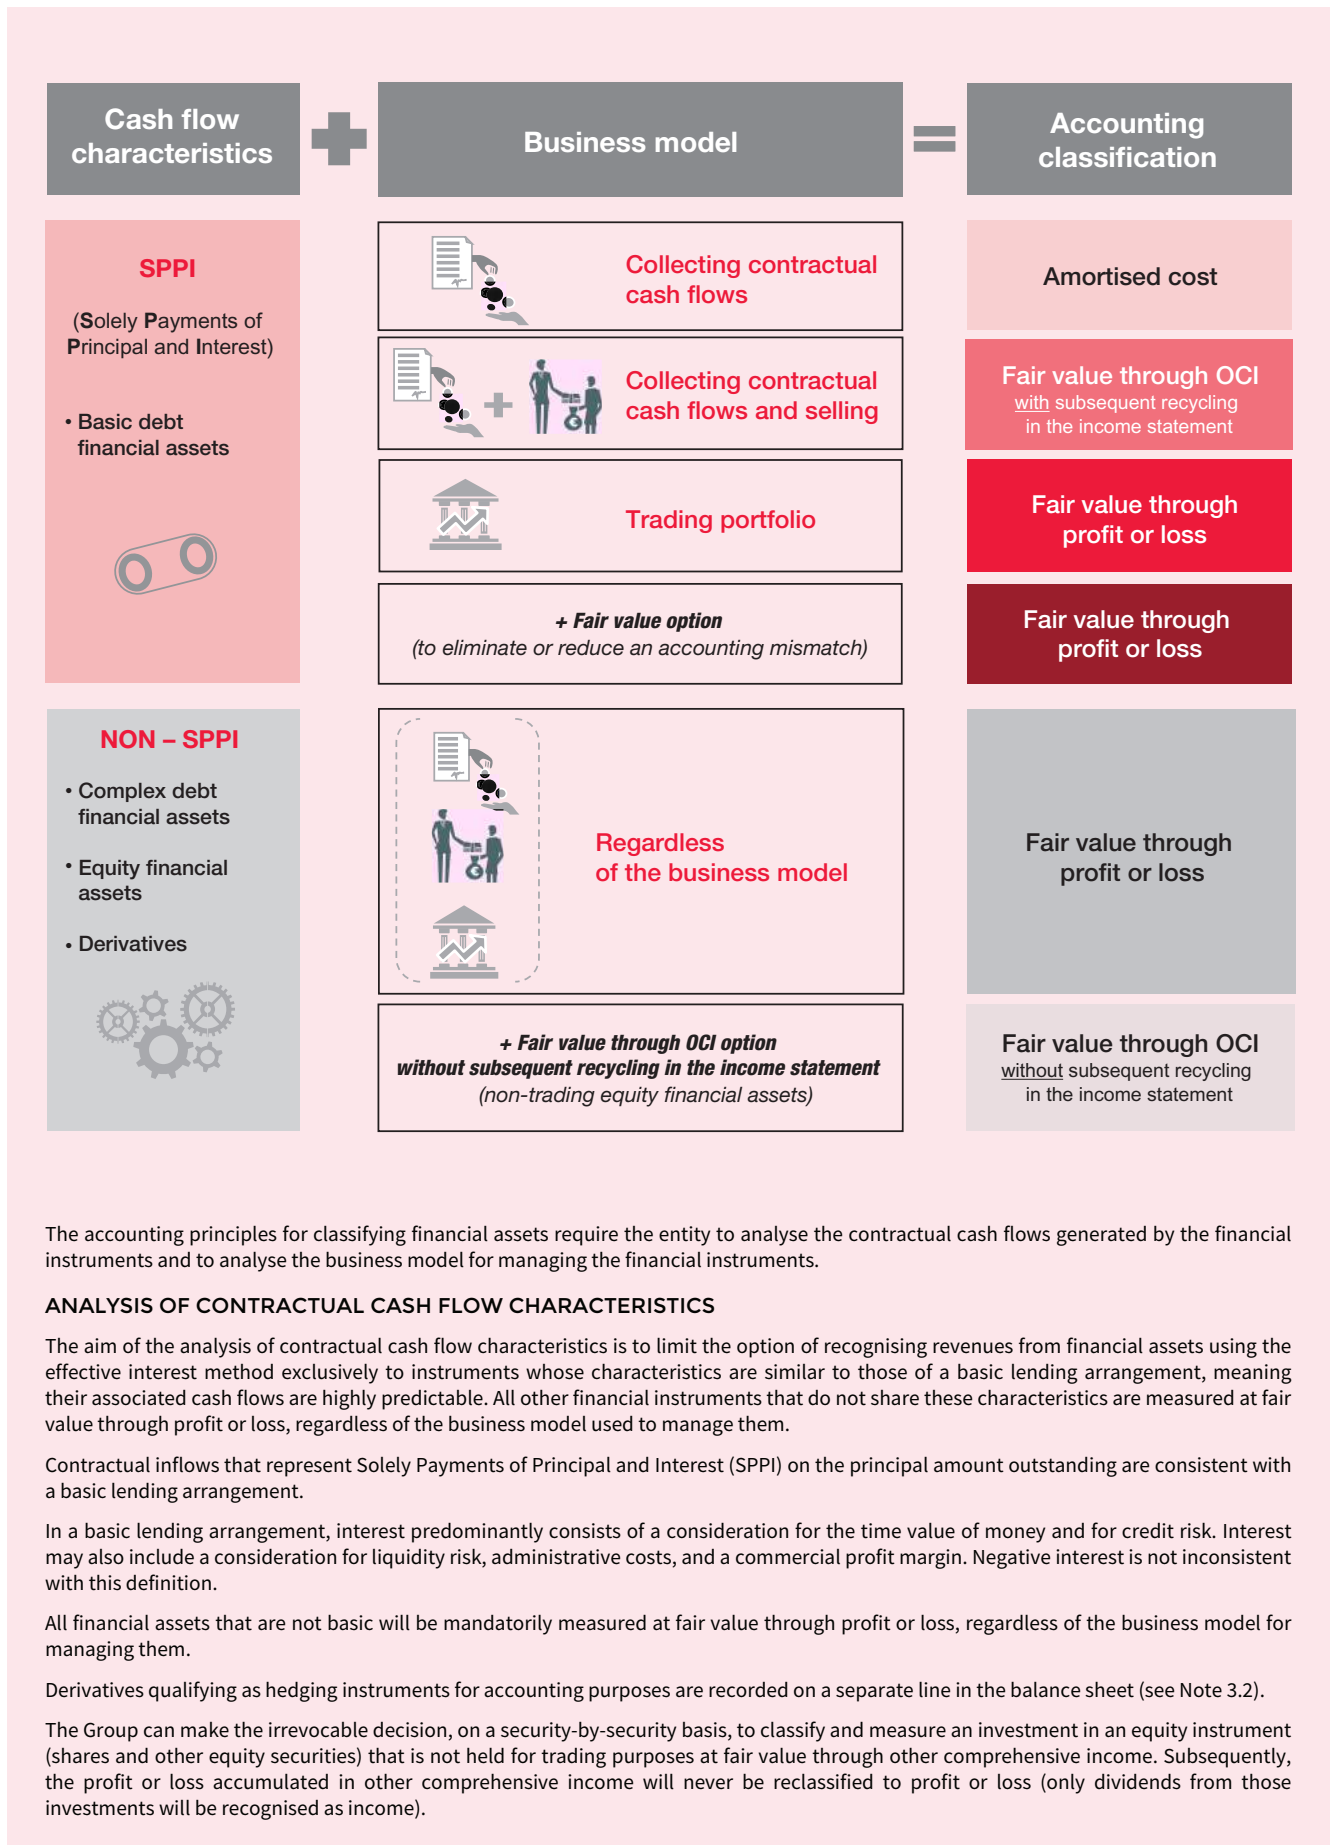 Cash flow
characteristics
Business model
Accounting
classification
SPPI
(Solely Payments of
Principal and Interest)
• Basic debt
financial assets
Collecting contractual
cash flows
Amortised cost
Collecting contractual
cash flows and selling
Fair value through OCI
with subsequent recycling
in the income statement
Trading portfolio
Fair value through
profit or loss
+ Fair value option
(to eliminate or reduce an accounting mismatch)
Fair value through
profit or loss
NON – SPPI
• Complex debt
financial assets
• Equity financial
assets
• Derivatives
Regardless
of the business model
Fair value through
profit or loss
+ Fair value through OCI option
without subsequent recycling in the income statement
(non-trading equity financial assets)
Fair value through OCI
without subsequent recycling
in the income statement
The accounting principles for classifying financial assets require the entity to analyse the contractual cash flows generated by the financial
instruments and to analyse the business model for managing the financial instruments.
ANALYSIS OF CONTRACTUAL CASH FLOW CHARACTERISTICS
The aim of the analysis of contractual cash flow characteristics is to limit the option of recognising revenues from financial assets using the
effective interest method exclusively to instruments whose characteristics are similar to those of a basic lending arrangement, meaning
their associated cash flows are highly predictable. All other financial instruments that do not share these characteristics are measured at fair
value through profit or loss, regardless of the business model used to manage them.
Contractual inflows that represent Solely Payments of Principal and Interest (SPPI) on the principal amount outstanding are consistent with
a basic lending arrangement.
In a basic lending arrangement, interest predominantly consists of a consideration for the time value of money and for credit risk. Interest
may also include a consideration for liquidity risk, administrative costs, and a commercial profit margin. Negative interest is not inconsistent
with this definition.
All financial assets that are not basic will be mandatorily measured at fair value through profit or loss, regardless of the business model for
managing them.
Derivatives qualifying as hedging instruments for accounting purposes are recorded on a separate line in the balance sheet (see Note 3.2).
The Group can make the irrevocable decision, on a security-by-security basis, to classify and measure an investment in an equity instrument
(shares and other equity securities) that is not held for trading purposes at fair value through other comprehensive income. Subsequently,
the profit or loss accumulated in other comprehensive income will never be reclassified to profit or loss (only dividends from those
investments will be recognised as income).